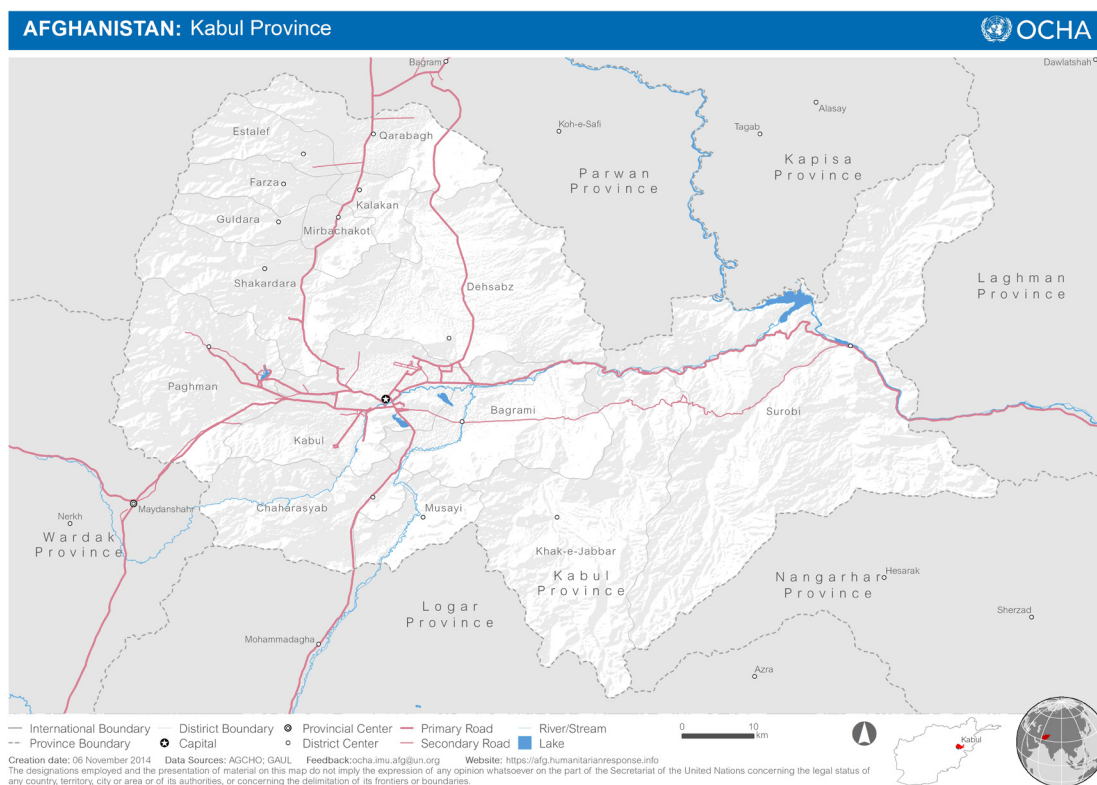 AFGHANISTAN: Kabul Province
OCHA
Bagram
Dawlatshah
Alasay
Koh-e-Safi
Tagab
Estalef
Qarabagh
Kapisa
Province
Parwan
Province
Farza
Kalakan
Guldara
Mirbachakot
Shakardara
Dehsabz
Laghman
Province
Paghman
Bagrami
Surobi
Kabul
Maydanshahr
Chaharasyab
Musayi
Nerkh
Wardak
Province
Khak-e-Jabbar
Kabul
Province
Nangarhar
Province
Hesarak
Logar
Province
Sherzad
Mohammadagha
Azra
International Boundary
Province Boundary
Distirict Boundary
Capital
Provincial Center
District Center
Primary Road
Secondary Road
River/Stream
Lake
0 10
km
Kabul
Creation date: 06 November 2014 Data Sources: AGCHO; GAUL Feedback:ocha.imu.afg@un.org Website: https://afg.humanitarianresponse.info
The designations employed and the presentation of material on this map do not imply the expression of any opinion whatsoever on the part of the Secretariat of the United Nations concerning the legal status of
any country, territory, city or area or of its authorities, or concerning the delimitation of its frontiers or boundaries.